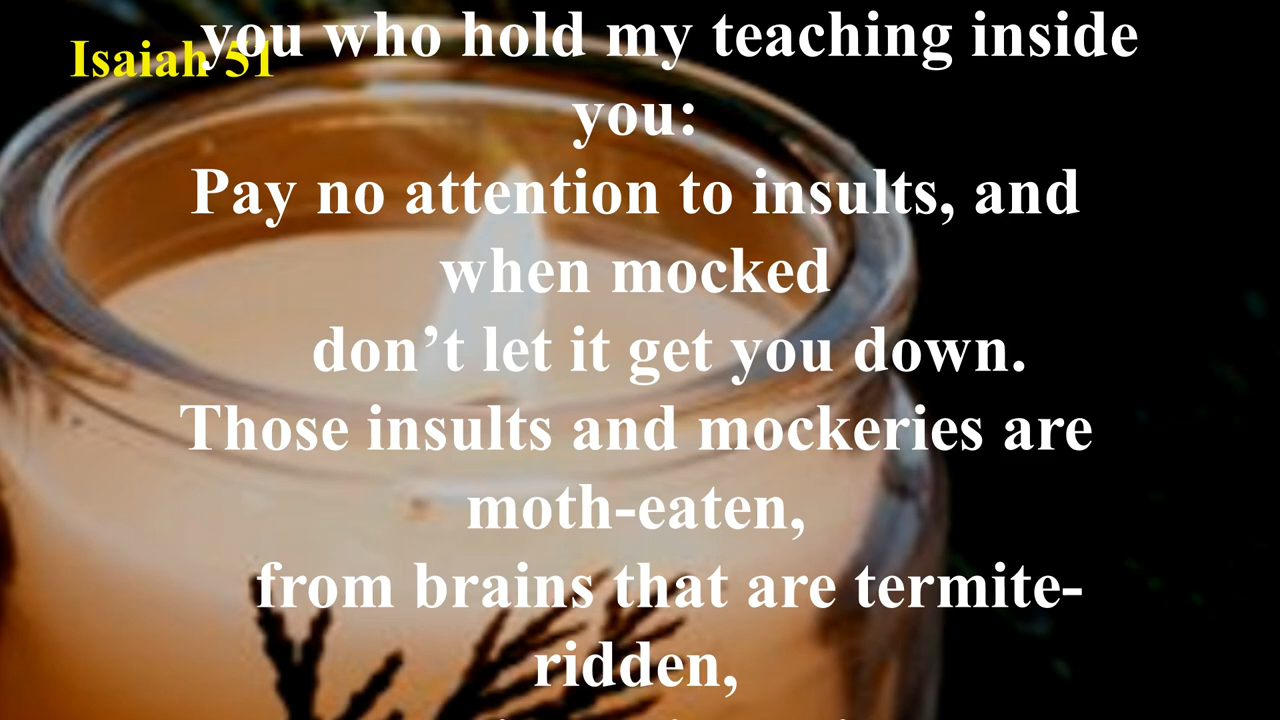 Isaiah 51
you who hold my teaching inside
you:
Pay no attention to insults, and
when mocked
don’t let it get you down.
Those insults and mockeries are
moth-eaten,
from brains that are termite-
ridden,